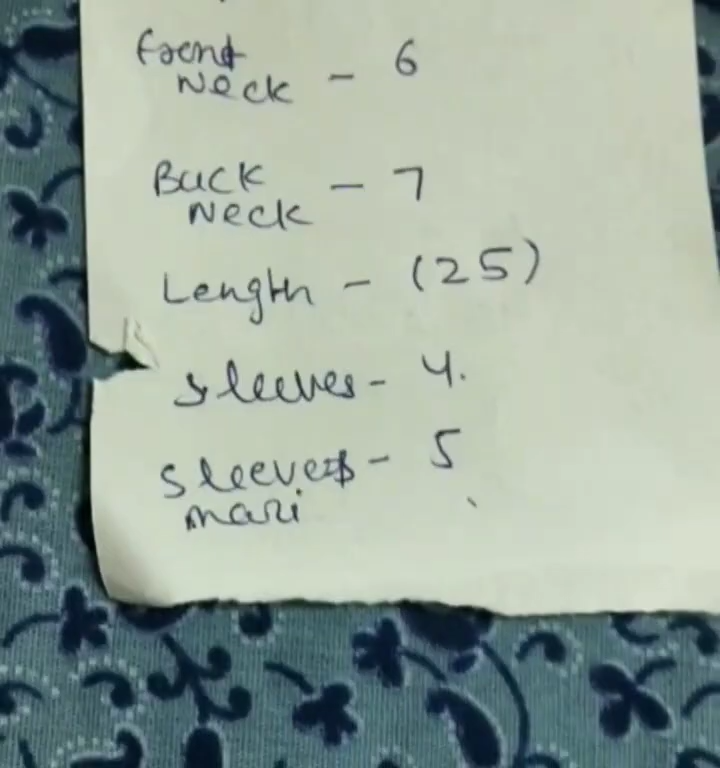 Front
Neck - 6
Back
Neck - 7
Length - (25)
sleeves - 4.
sleeves - 5
mori